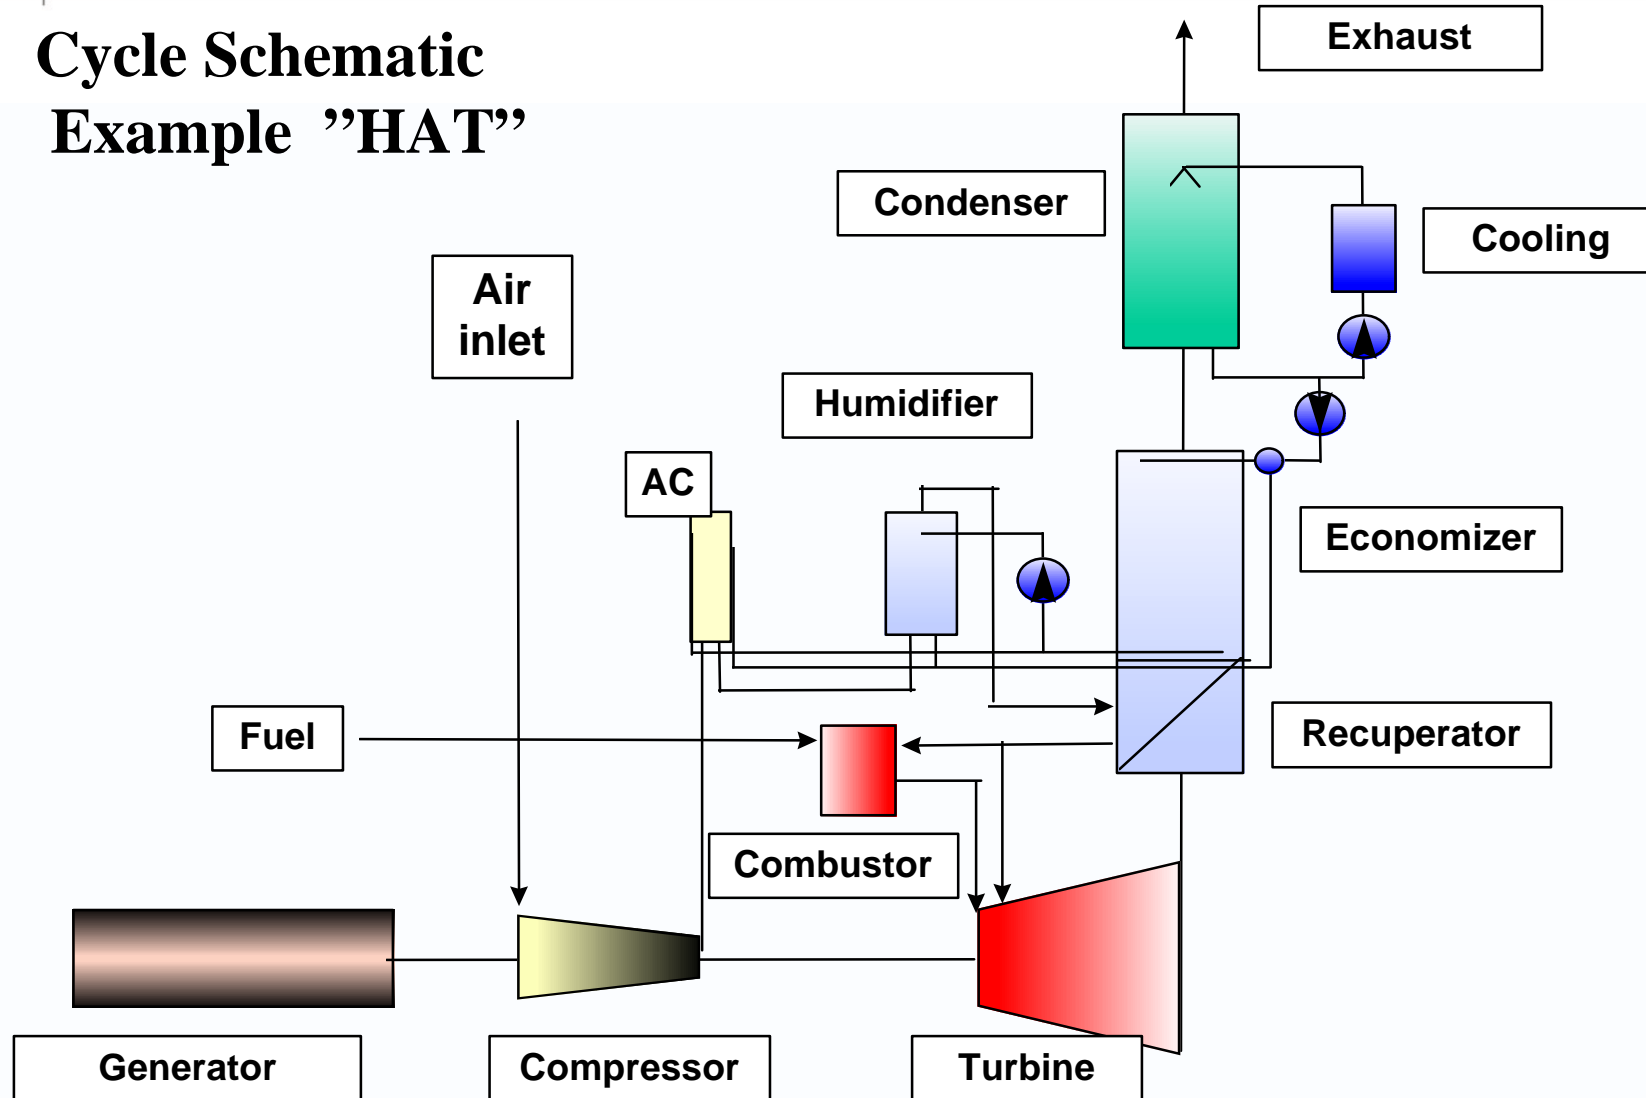 Cycle Schematic
Example ”HAT”
Exhaust
Condenser
Cooling
Air
inlet
Humidifier
AC
Economizer
Fuel
Recuperator
Combustor
Generator
Compressor
Turbine